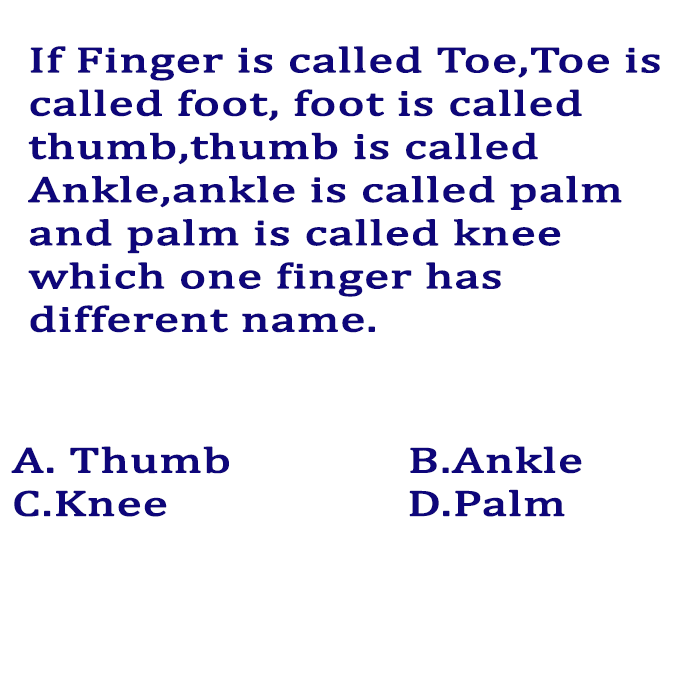 If Finger is called Toe,Toe is
called foot, foot is called
thumb,thumb is called
Ankle,ankle is called palm
and palm is called knee
which one finger has
different name.
A. Thumb B.Ankle
C.Knee D.Palm